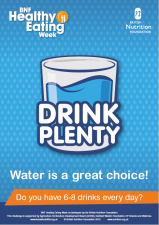 BNF
Healthy
Eating
Week
BRITISH
Nutrition
FOUNDATION
DRINK
PLENTY
Water is a great choice!
Do you have 6-8 drinks every day?